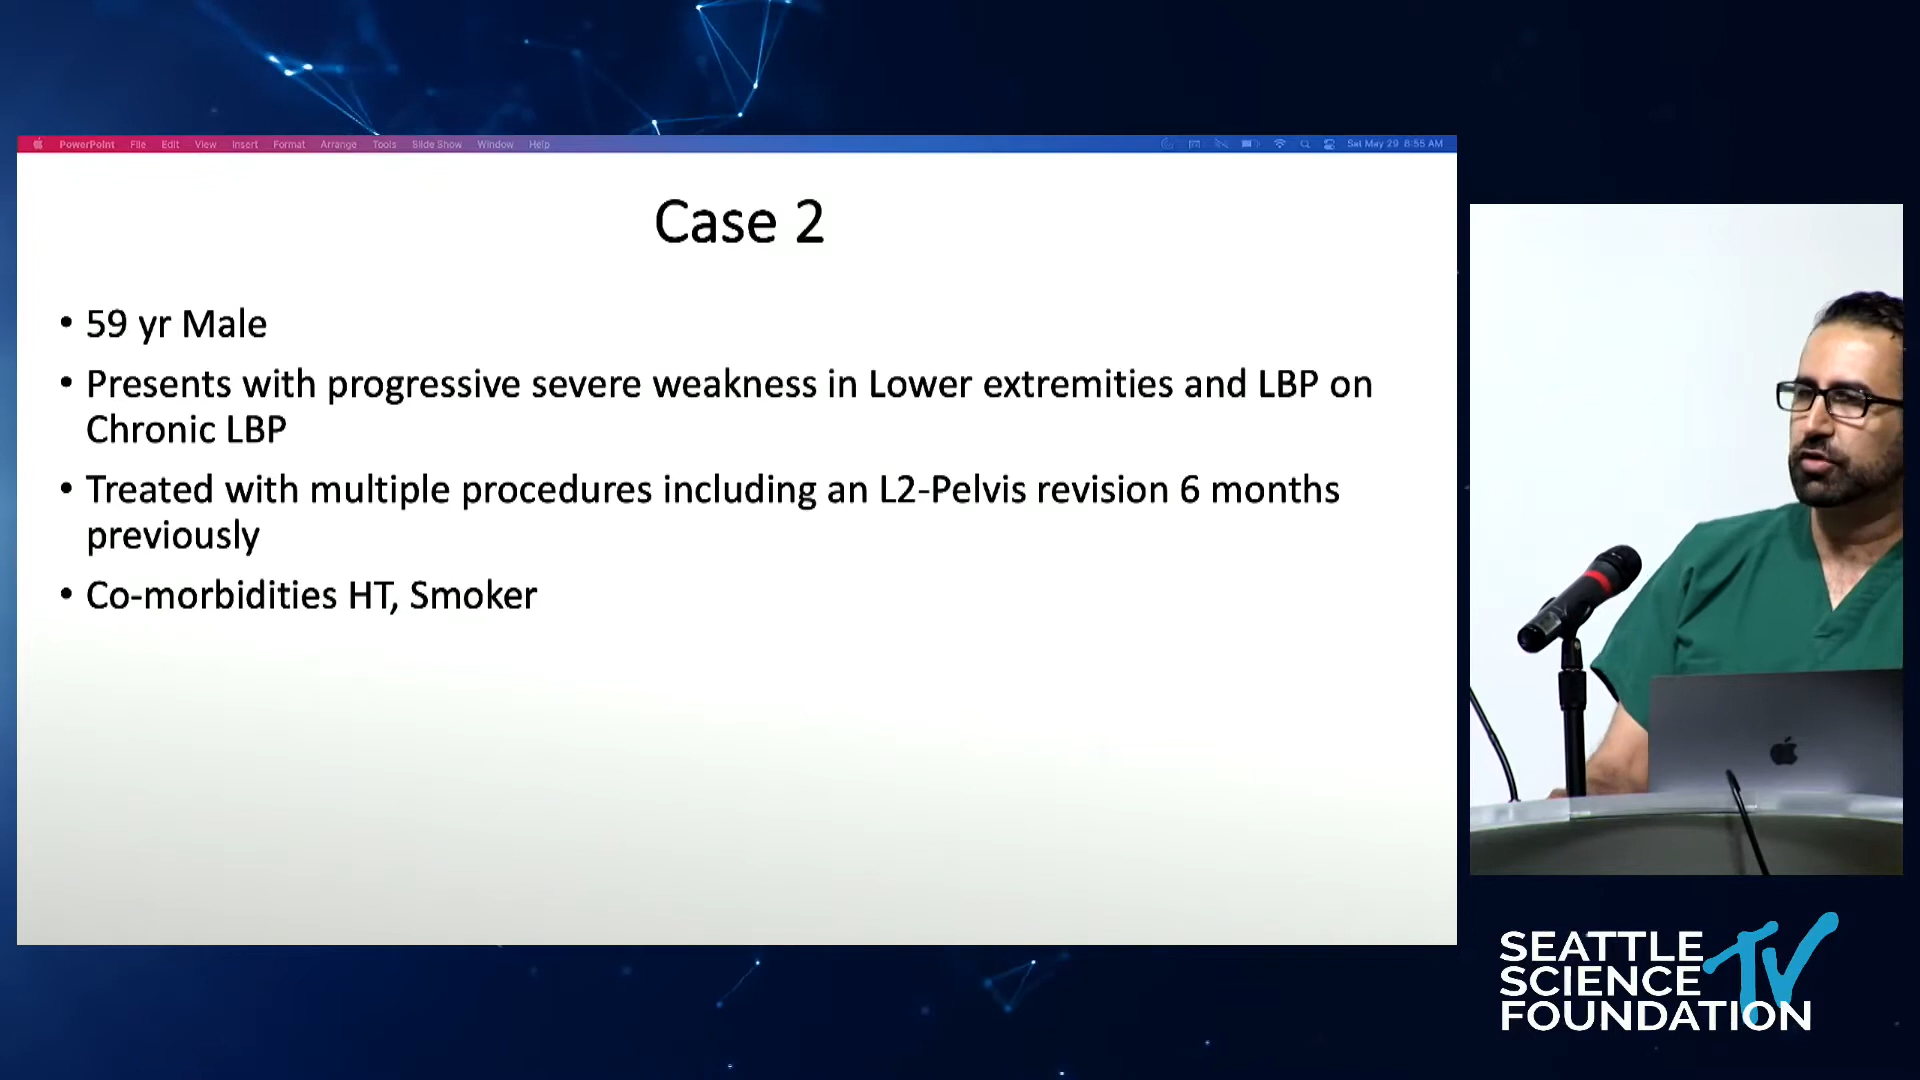 PowerPoint File Edit View Insert Format Arrange Tools Slide Show Window Help Sat May 29 8:55 AM
Case 2
• 59 yr Male
• Presents with progressive severe weakness in Lower extremities and LBP on
Chronic LBP
• Treated with multiple procedures including an L2-Pelvis revision 6 months
previously
• Co-morbidities HT, Smoker
SEATTLE
SCIENCE
FOUNDATION
TV